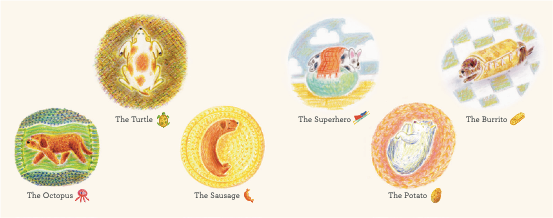 The Turtle
The Superhero
The Burrito
The Octopus
The Sausage
The Potato